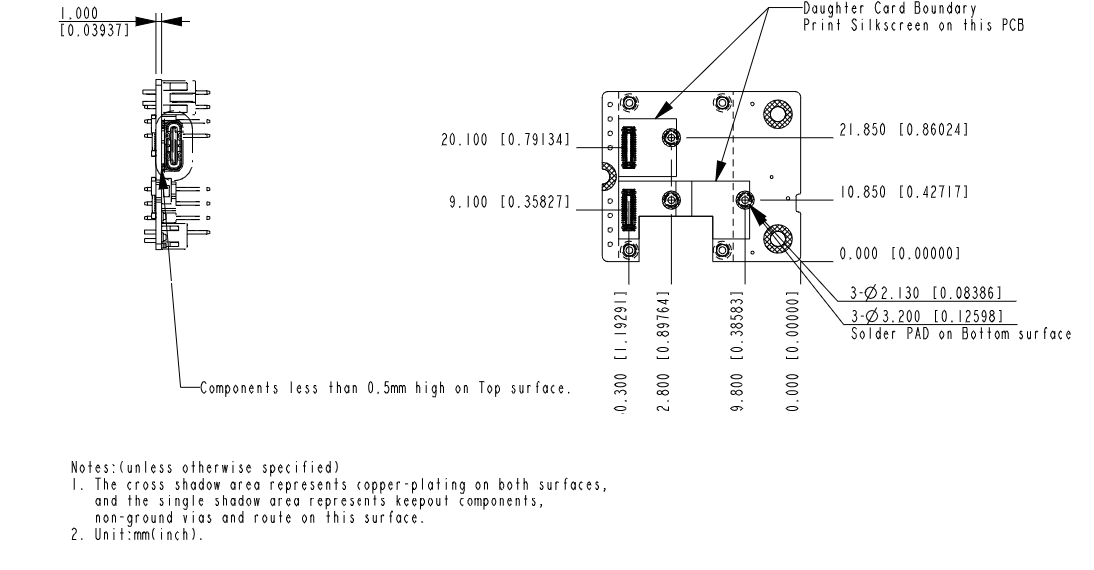 1.000
[0.03937]
Daughter Card Boundary
Print Silkscreen on this PCB
20.100 [0.79134]
21.850 [0.86024]
9.100 [0.35827]
10.850 [0.42717]
0.000 [0.00000]
0.300 [1.19291]
2.800 [0.89764]
9.800 [0.38583]
0.000 [0.00000]
3-Ø2.130 [0.08386]
3-Ø3.200 [0.12598]
Solder PAD on Bottom surface
Components less than 0.5mm high on Top surface.
Notes:(unless otherwise specified)
1. The cross shadow area represents copper-plating on both surfaces,
and the single shadow area represents keepout components,
non-ground vias and route on this surface.
2. Unit:mm(inch).